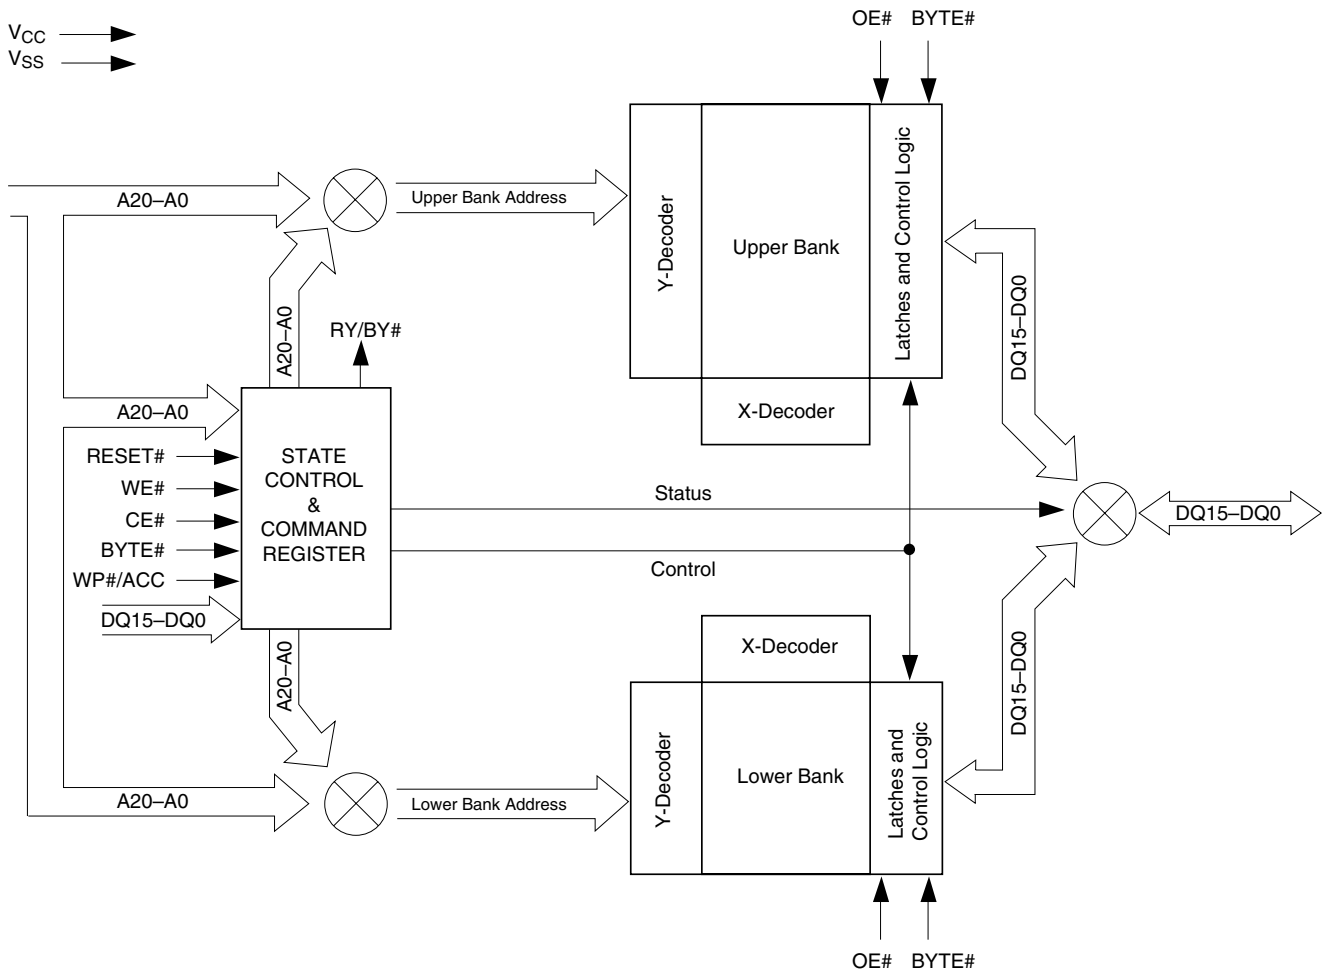 OE# BYTE#
VCC
VSS
A20–A0
Upper Bank Address
Y-Decoder
Upper Bank
Latches and Control Logic
X-Decoder
DQ15–DQ0
A20–A0
RY/BY#
A20–A0
RESET#
WE#
CE#
BYTE#
WP#/ACC
DQ15–DQ0
STATE
CONTROL
&
COMMAND
REGISTER
Status
Control
DQ15–DQ0
A20–A0
X-Decoder
DQ15–DQ0
A20–A0
Lower Bank Address
Y-Decoder
Lower Bank
Latches and
Control Logic
OE# BYTE#